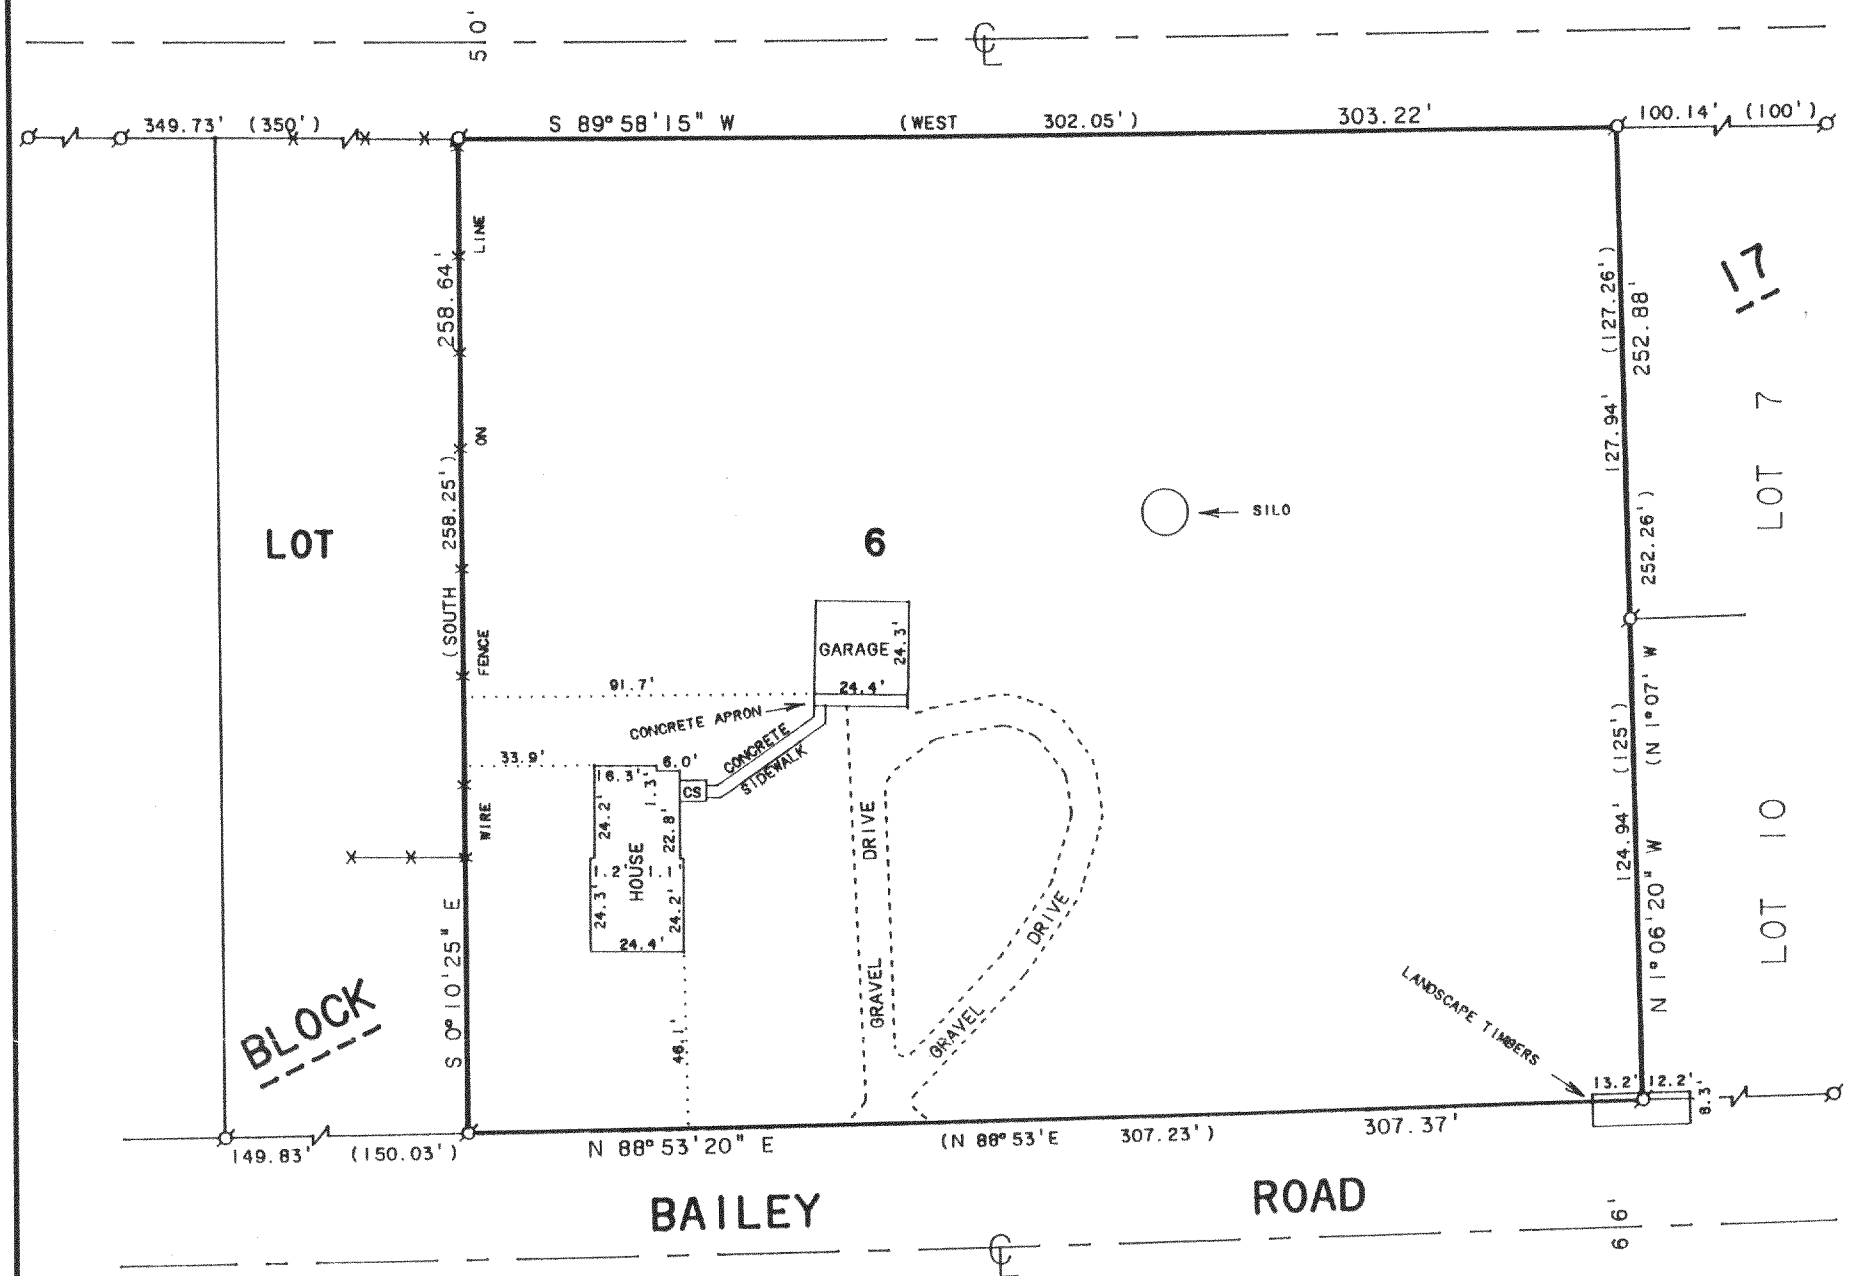 50'
℄
349.73' (350')
S 89°58'15" W (WEST 302.05') 303.22'
100.14' (100')
258.64'
(SOUTH 258.25')
S 0°10'25" E
WIRE FENCE ON LINE
(127.26')
127.94'
252.88'
252.26')
(N 1°07' W
N 1°06'20" W
(125')
124.94'
17
LOT 7
LOT 10
LOT 6
SILO
GARAGE
24.3'
24.4'
91.7'
CONCRETE APRON
CONCRETE
SIDEWALK
33.9'
6.0'
16.3'
1.3'
CS
24.2'
22.8'
HOUSE
1.2'
1.1'
24.3'
24.2'
24.4'
46.1'
DRIVE
GRAVEL
DRIVE
GRAVEL
BLOCK
LANDSCAPE TIMBERS
13.2'
12.2'
8.3'
149.83' (150.03')
N 88°53'20" E (N 88°53'E 307.23') 307.37'
BAILEY ROAD
66'
℄